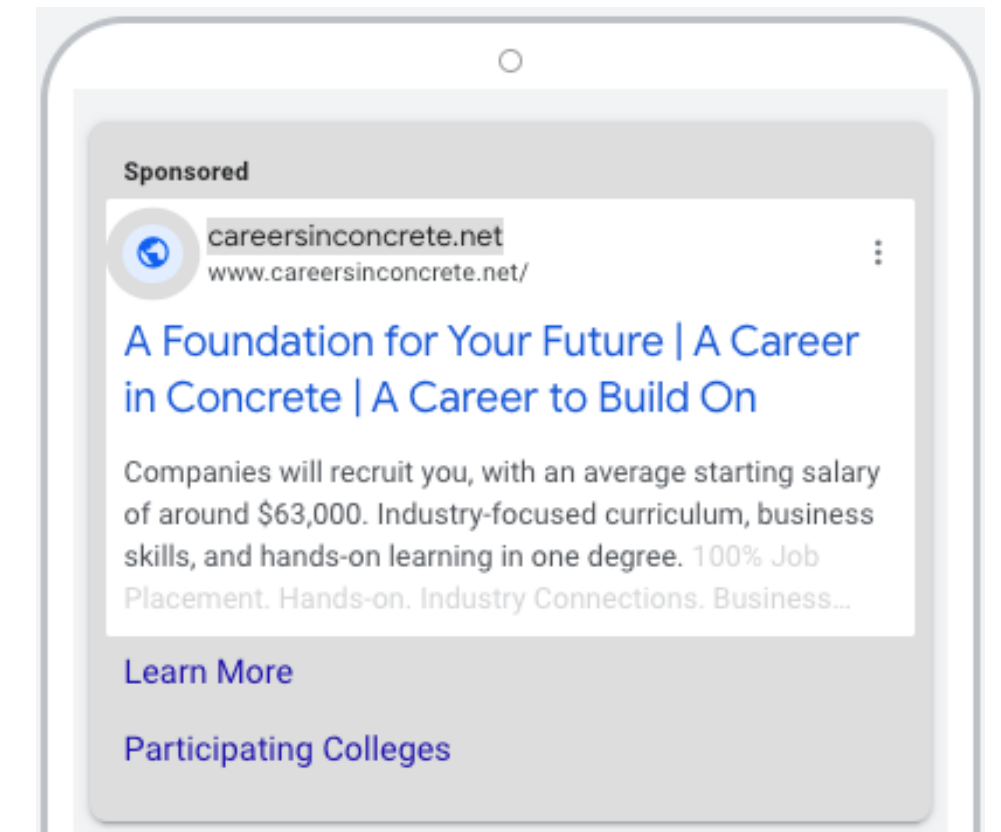 Sponsored
careersinconcrete.net
www.careersinconcrete.net/
A Foundation for Your Future | A Career
in Concrete | A Career to Build On
Companies will recruit you, with an average starting salary
of around $63,000. Industry-focused curriculum, business
skills, and hands-on learning in one degree. 100% Job
Placement. Hands-on. Industry Connections. Business...
Learn More
Participating Colleges